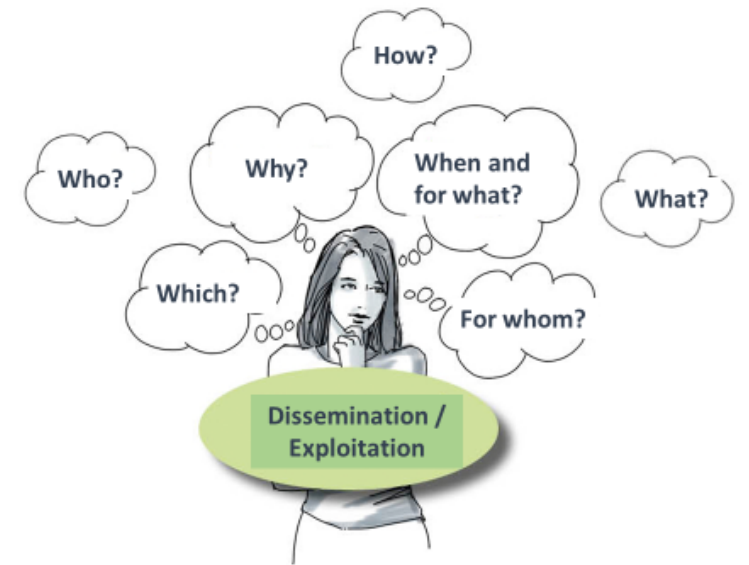 How?
Who?
Why?
When and
for what?
What?
Which?
For whom?
Dissemination /
Exploitation